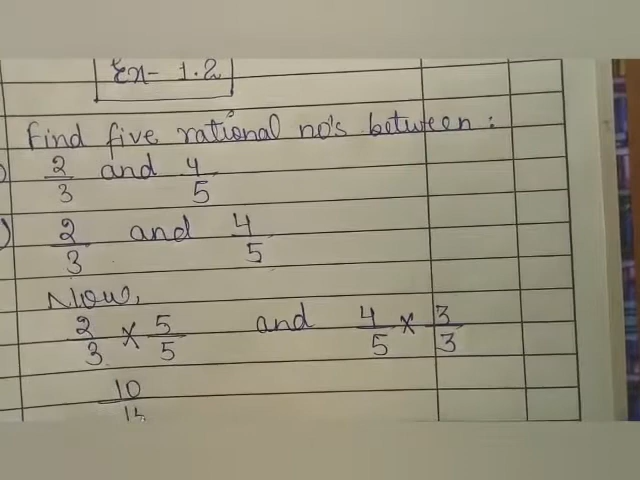 Ex- 1.2
Find five rational no's between:
2/3 and 4/5
2/3 and 4/5
Now,
2/3 × 5/5 and 4/5 × 3/3
10/15